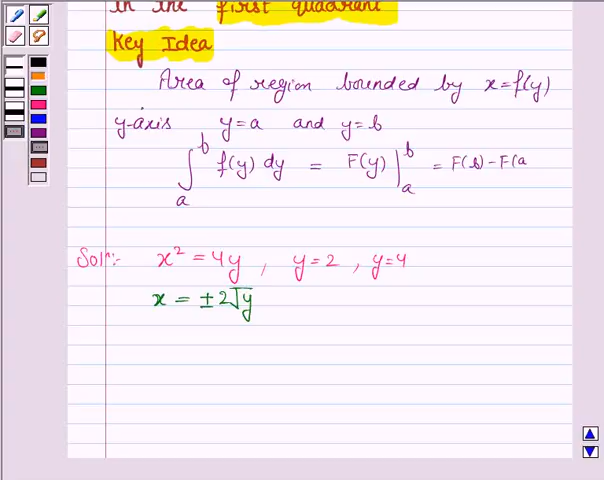 in the first quadrant
Key Idea
Area of region bounded by x=f(y)
y-axis y=a and y=b
∫_a^b f(y) dy = F(y)|_a^b = F(b)-F(a
Solⁿ:- x² = 4y , y=2 , y=4
x = ±2√y